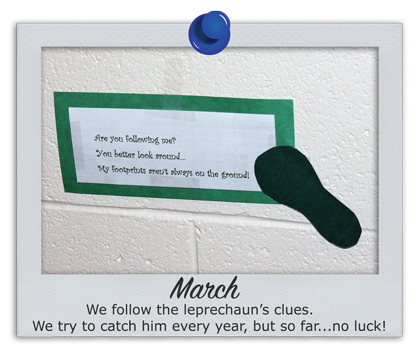 Are you following me?
You better look around...
My footprints aren't always on the ground!
March
We follow the leprechaun's clues.
We try to catch him every year, but so far...no luck!